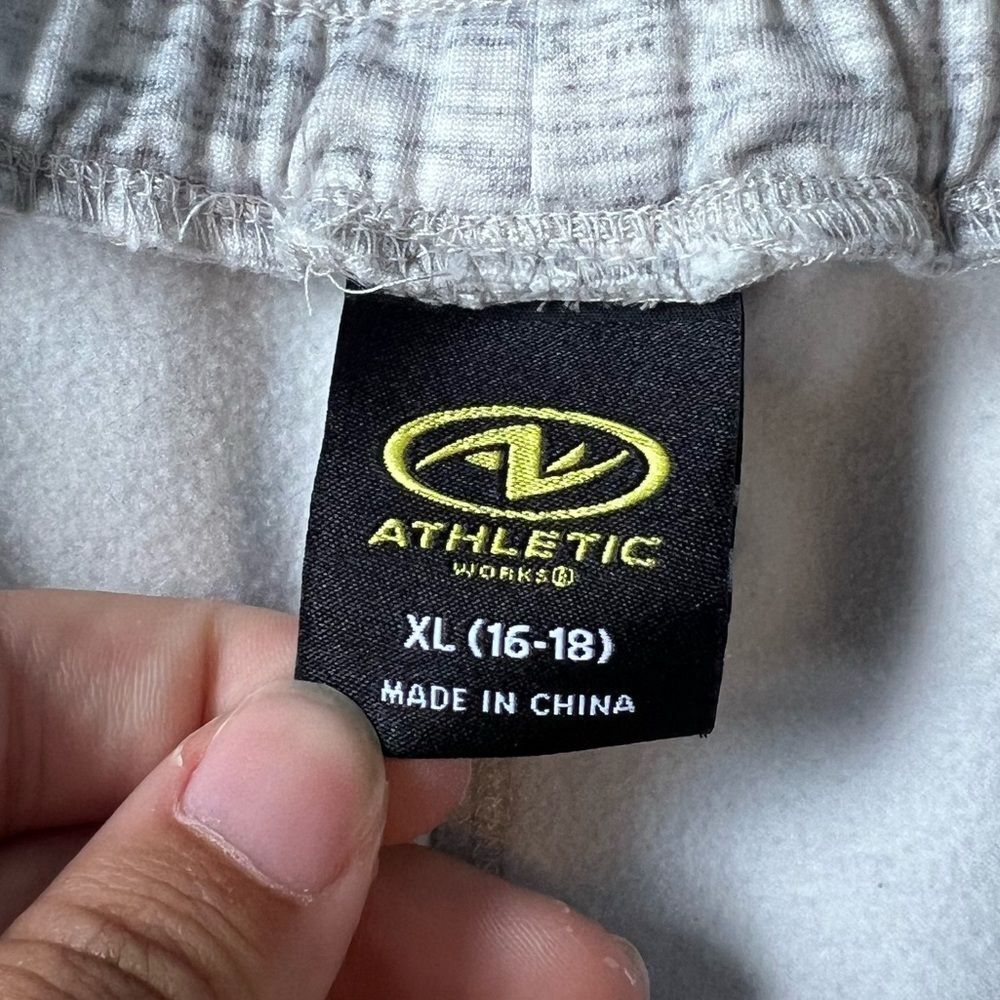 ATHLETIC
WORKS®
XL (16-18)
MADE IN CHINA